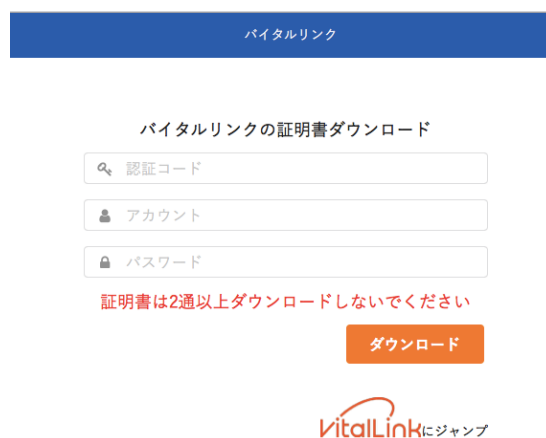 バイタルリンク
バイタルリンクの証明書ダウンロード
認証コード
アカウント
パスワード
証明書は2通以上ダウンロードしないでください
ダウンロード
VitalLinkにジャンプ